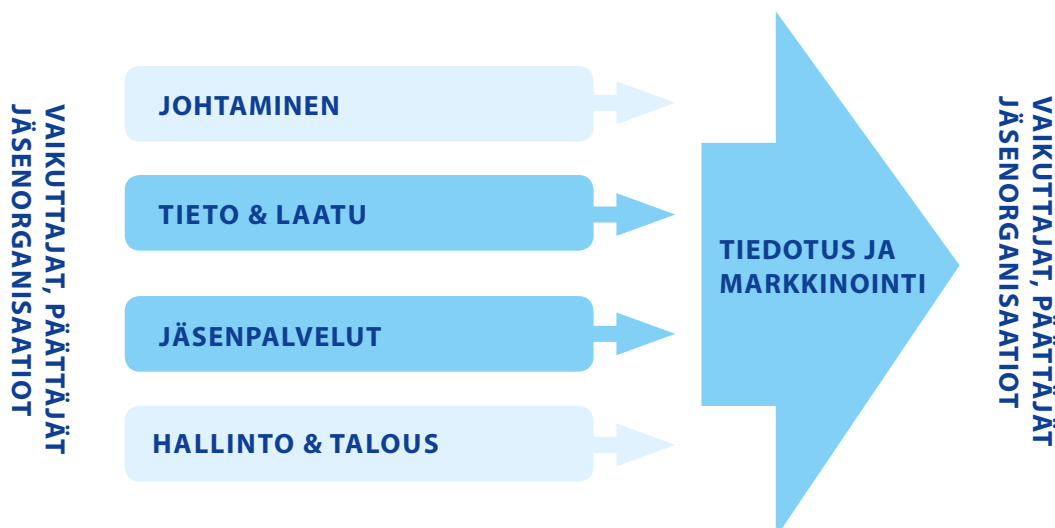 VAIKUTTAJAT, PÄÄTTÄJÄT
JÄSENORGANISAATIOT
JOHTAMINEN
TIETO & LAATU
JÄSENPALVELUT
HALLINTO & TALOUS
TIEDOTUS JA
MARKKINOINTI
VAIKUTTAJAT, PÄÄTTÄJÄT
JÄSENORGANISAATIOT